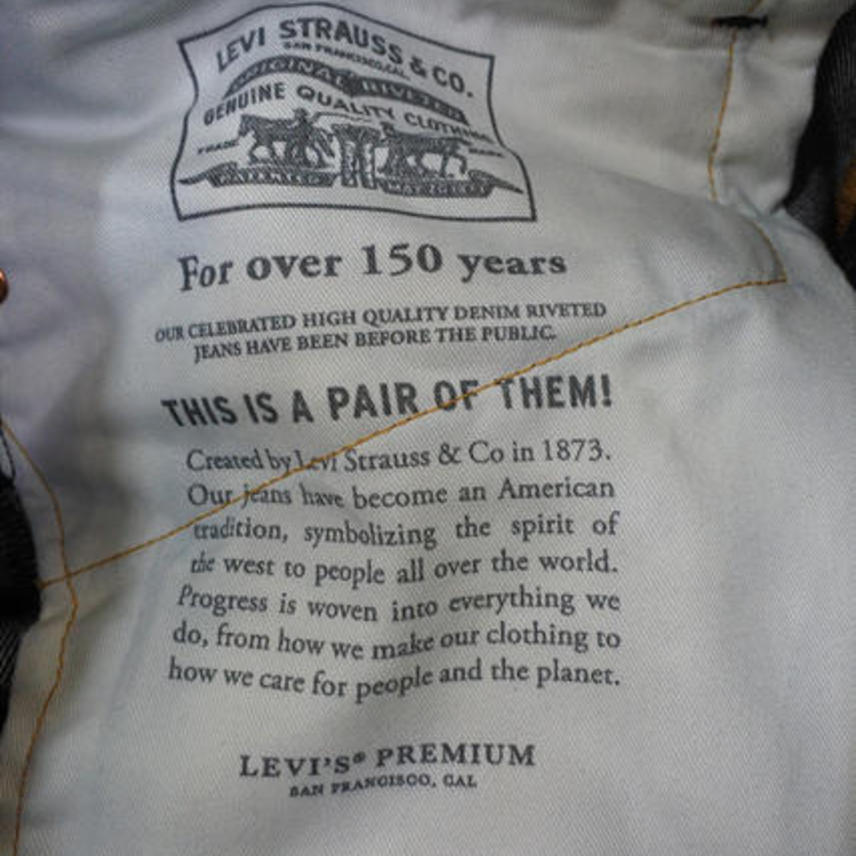 LEVI STRAUSS & CO.
SAN FRANCISCO, CAL.
ORIGINAL RIVETED
GENUINE QUALITY CLOTHING
TRADE MARK
PATENTED
For over 150 years
OUR CELEBRATED HIGH QUALITY DENIM RIVETED
JEANS HAVE BEEN BEFORE THE PUBLIC.
THIS IS A PAIR OF THEM!
Created by Levi Strauss & Co in 1873.
Our jeans have become an American
tradition, symbolizing the spirit of
the west to people all over the world.
Progress is woven into everything we
do, from how we make our clothing to
how we care for people and the planet.
LEVI'S® PREMIUM
SAN FRANCISCO, CAL